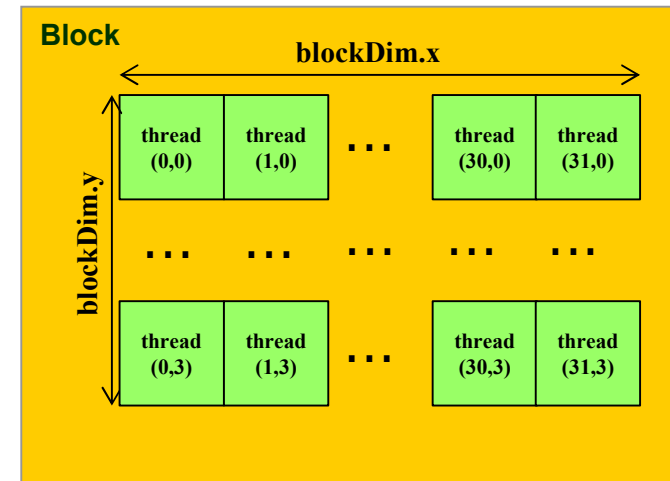 Block
blockDim.x
blockDim.y
thread thread ... thread thread
(0,0) (1,0) (30,0) (31,0)
... ... ... ... ...
thread thread ... thread thread
(0,3) (1,3) (30,3) (31,3)